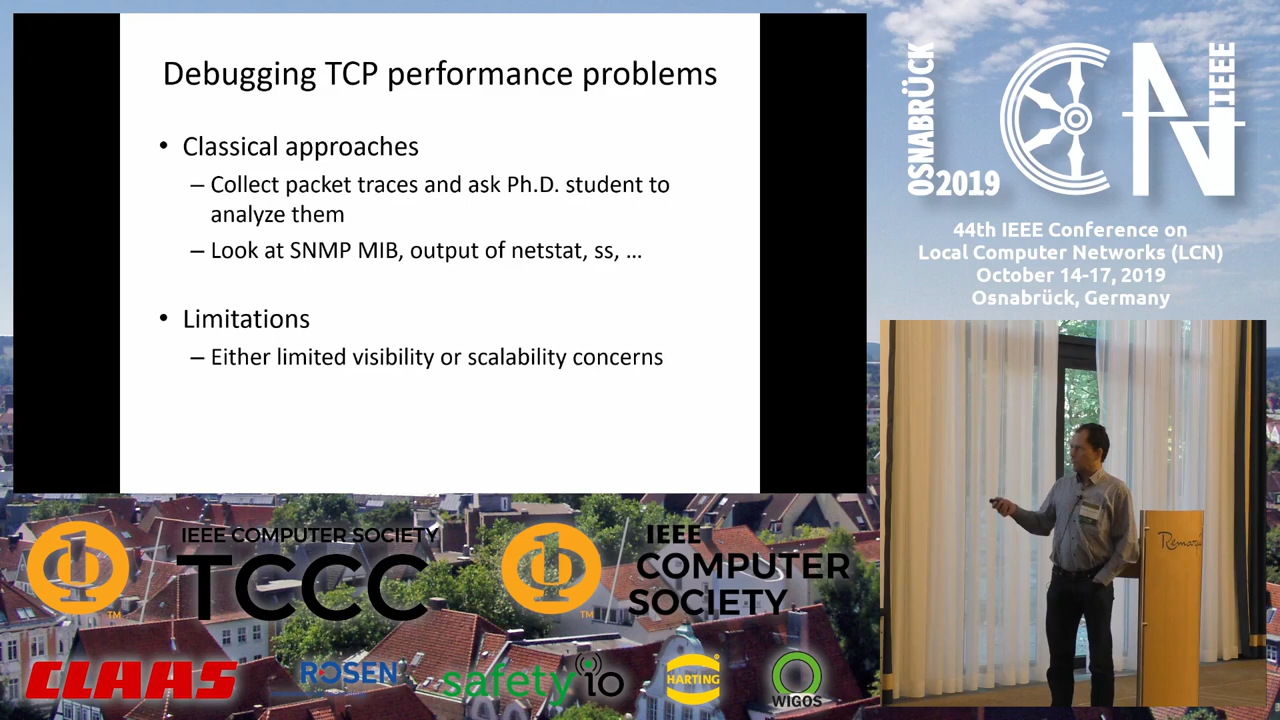 Debugging TCP performance problems
• Classical approaches
– Collect packet traces and ask Ph.D. student to
analyze them
– Look at SNMP MIB, output of netstat, ss, …
• Limitations
– Either limited visibility or scalability concerns
OSNABRÜCK
2019
LCN
IEEE
44th IEEE Conference on
Local Computer Networks (LCN)
October 14-17, 2019
Osnabrück, Germany
IEEE COMPUTER SOCIETY
TCCC
TM
IEEE
COMPUTER
SOCIETY
TM
CLAAS
ROSEN
safety io
HARTING
WIGOS